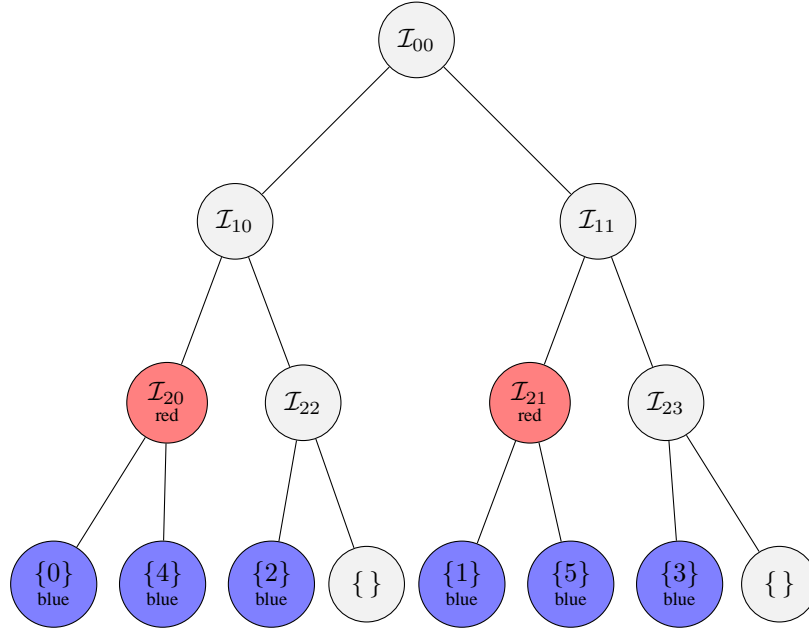 𝓘₀₀
𝓘₁₀
𝓘₁₁
𝓘₂₀
red
𝓘₂₂
𝓘₂₁
red
𝓘₂₃
{0}
blue
{4}
blue
{2}
blue
{}
{1}
blue
{5}
blue
{3}
blue
{}